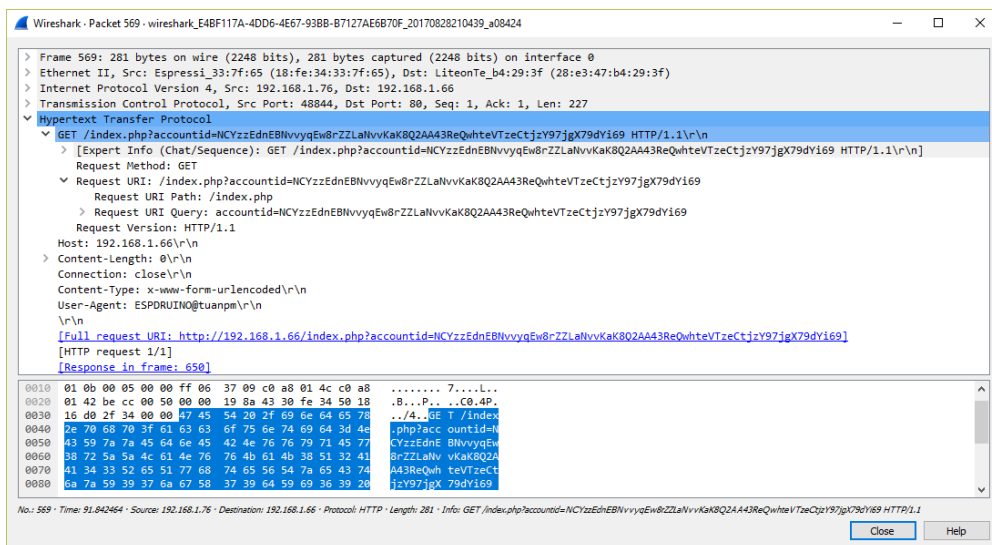 Wireshark · Packet 569 · wireshark_E4BF117A-4DD6-4E67-93BB-B7127AE6B70F_20170828210439_a08424
> Frame 569: 281 bytes on wire (2248 bits), 281 bytes captured (2248 bits) on interface 0
> Ethernet II, Src: Espressi_33:7f:65 (18:fe:34:33:7f:65), Dst: LiteonTe_b4:29:3f (28:e3:47:b4:29:3f)
> Internet Protocol Version 4, Src: 192.168.1.76, Dst: 192.168.1.66
> Transmission Control Protocol, Src Port: 48844, Dst Port: 80, Seq: 1, Ack: 1, Len: 227
Hypertext Transfer Protocol
GET /index.php?accountid=NCYzzEdnEBNvvyqEw8rZZLaNvvKaK8Q2AA43ReQwhteVTzeCtjzY97jgX79dYi69 HTTP/1.1\r\n
> [Expert Info (Chat/Sequence): GET /index.php?accountid=NCYzzEdnEBNvvyqEw8rZZLaNvvKaK8Q2AA43ReQwhteVTzeCtjzY97jgX79dYi69 HTTP/1.1\r\n]
Request Method: GET
Request URI: /index.php?accountid=NCYzzEdnEBNvvyqEw8rZZLaNvvKaK8Q2AA43ReQwhteVTzeCtjzY97jgX79dYi69
Request URI Path: /index.php
> Request URI Query: accountid=NCYzzEdnEBNvvyqEw8rZZLaNvvKaK8Q2AA43ReQwhteVTzeCtjzY97jgX79dYi69
Request Version: HTTP/1.1
Host: 192.168.1.66\r\n
> Content-Length: 0\r\n
Connection: close\r\n
Content-Type: x-www-form-urlencoded\r\n
User-Agent: ESPDRUINO@tuanpm\r\n
\r\n
[Full request URI: http://192.168.1.66/index.php?accountid=NCYzzEdnEBNvvyqEw8rZZLaNvvKaK8Q2AA43ReQwhteVTzeCtjzY97jgX79dYi69]
[HTTP request 1/1]
[Response in frame: 650]
0010 01 0b 00 05 00 00 ff 06 37 09 c0 a8 01 4c c0 a8 ........ 7....L..
0020 01 42 be cc 00 50 00 00 19 8a 43 30 fe 34 50 18 .B...P.. ..C0.4P.
0030 16 d0 2f 34 00 00 47 45 54 20 2f 69 6e 64 65 78 ../4..GE T /index
0040 2e 70 68 70 3f 61 63 63 6f 75 6e 74 69 64 3d 4e .php?acc ountid=N
0050 43 59 7a 7a 45 64 6e 45 42 4e 76 76 79 71 45 77 CYzzEdnE BNvvyqEw
0060 38 72 5a 5a 4c 61 4e 76 76 4b 61 4b 38 51 32 41 8rZZLaNv vKaK8Q2A
0070 41 34 33 52 65 51 77 68 74 65 56 54 7a 65 43 74 A43ReQwh teVTzeCt
0080 6a 7a 59 39 37 6a 67 58 37 39 64 59 69 36 39 20 jzY97jgX 79dYi69
No.: 569 · Time: 91.842464 · Source: 192.168.1.76 · Destination: 192.168.1.66 · Protocol: HTTP · Length: 281 · Info: GET /index.php?accountid=NCYzzEdnEBNvvyqEw8rZZLaNvvKaK8Q2AA43ReQwhteVTzeCtjzY97jgX79dYi69 HTTP/1.1
Close Help